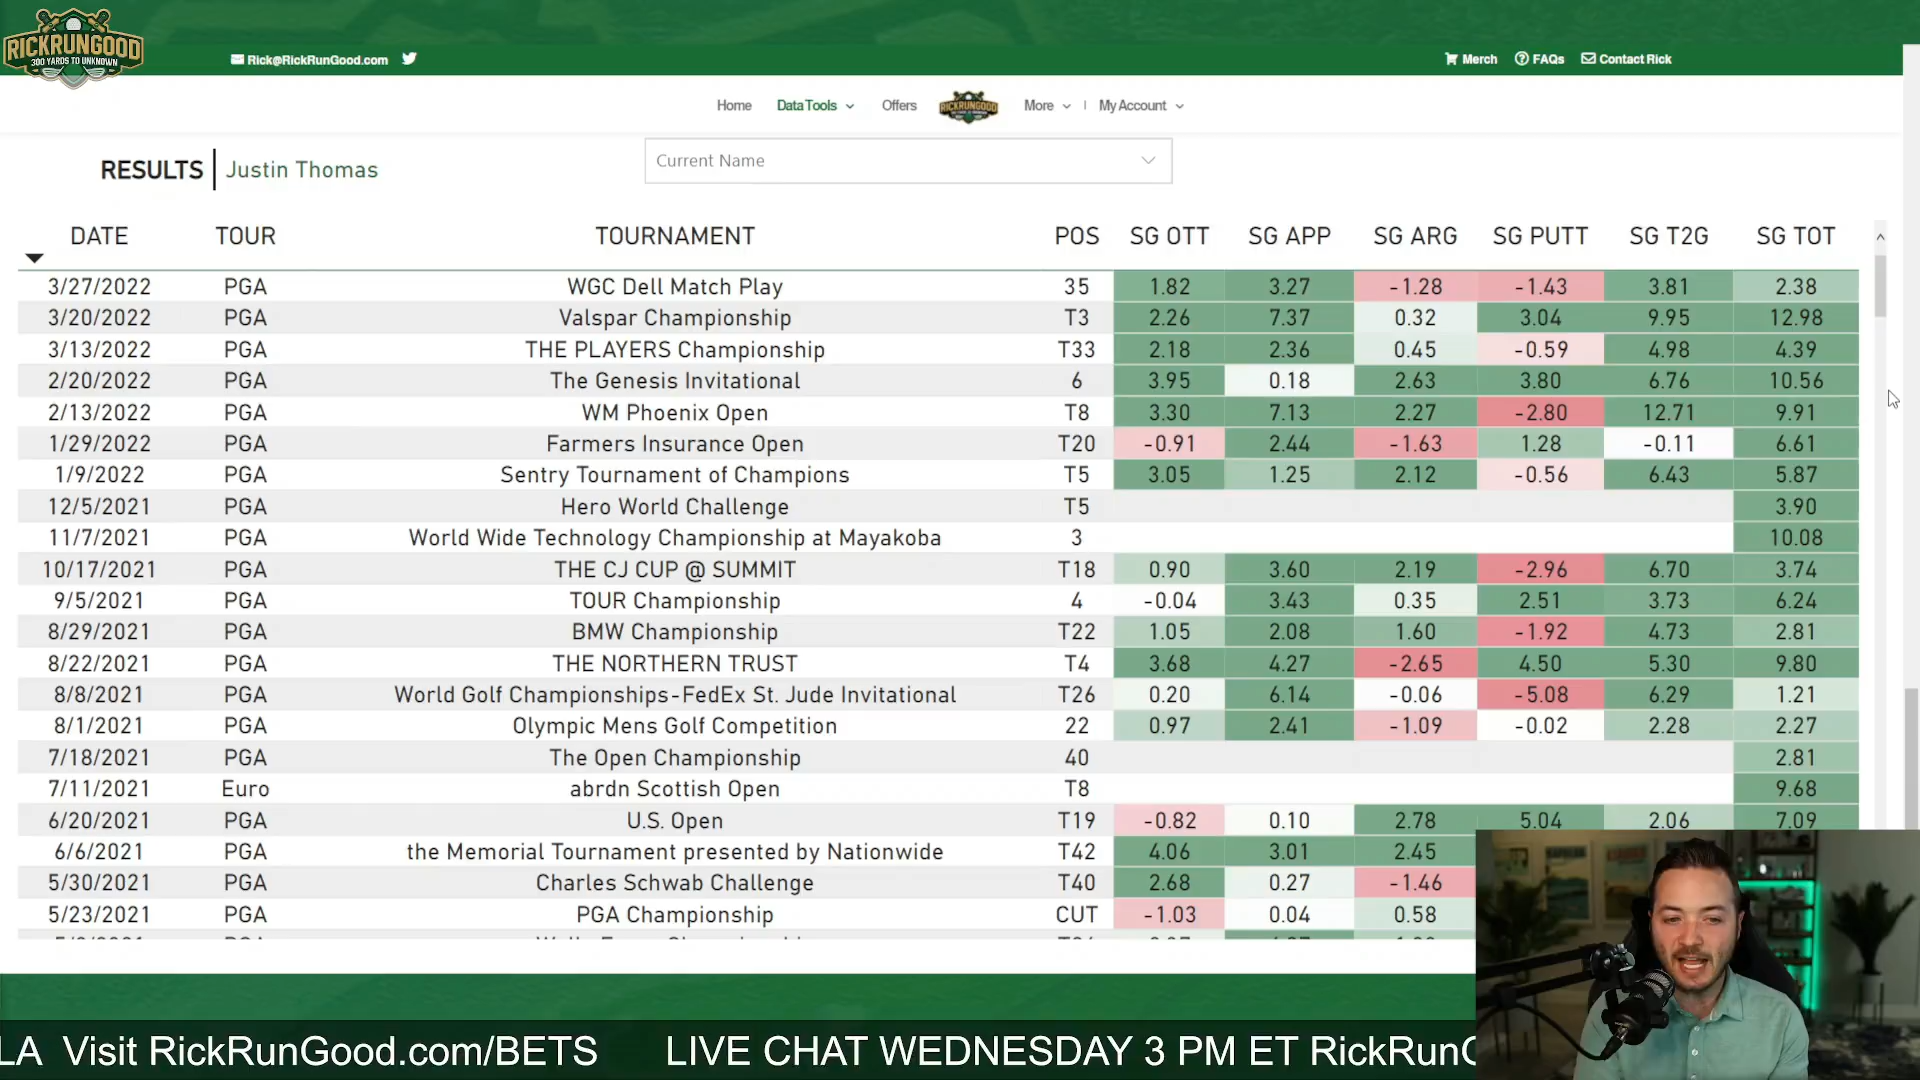 RICKRUNGOOD
300 YARDS TO UNKNOWN
Rick@RickRunGood.com
Merch FAQs Contact Rick
Home Data Tools Offers RICKRUNGOOD More My Account
RESULTS Justin Thomas
Current Name
DATE TOUR TOURNAMENT POS SG OTT SG APP SG ARG SG PUTT SG T2G SG TOT
3/27/2022 PGA WGC Dell Match Play 35 1.82 3.27 -1.28 -1.43 3.81 2.38
3/20/2022 PGA Valspar Championship T3 2.26 7.37 0.32 3.04 9.95 12.98
3/13/2022 PGA THE PLAYERS Championship T33 2.18 2.36 0.45 -0.59 4.98 4.39
2/20/2022 PGA The Genesis Invitational 6 3.95 0.18 2.63 3.80 6.76 10.56
2/13/2022 PGA WM Phoenix Open T8 3.30 7.13 2.27 -2.80 12.71 9.91
1/29/2022 PGA Farmers Insurance Open T20 -0.91 2.44 -1.63 1.28 -0.11 6.61
1/9/2022 PGA Sentry Tournament of Champions T5 3.05 1.25 2.12 -0.56 6.43 5.87
12/5/2021 PGA Hero World Challenge T5 3.90
11/7/2021 PGA World Wide Technology Championship at Mayakoba 3 10.08
10/17/2021 PGA THE CJ CUP @ SUMMIT T18 0.90 3.60 2.19 -2.96 6.70 3.74
9/5/2021 PGA TOUR Championship 4 -0.04 3.43 0.35 2.51 3.73 6.24
8/29/2021 PGA BMW Championship T22 1.05 2.08 1.60 -1.92 4.73 2.81
8/22/2021 PGA THE NORTHERN TRUST T4 3.68 4.27 -2.65 4.50 5.30 9.80
8/8/2021 PGA World Golf Championships-FedEx St. Jude Invitational T26 0.20 6.14 -0.06 -5.08 6.29 1.21
8/1/2021 PGA Olympic Mens Golf Competition 22 0.97 2.41 -1.09 -0.02 2.28 2.27
7/18/2021 PGA The Open Championship 40 2.81
7/11/2021 Euro abrdn Scottish Open T8 9.68
6/20/2021 PGA U.S. Open T19 -0.82 0.10 2.78 5.04 2.06 7.09
6/6/2021 PGA the Memorial Tournament presented by Nationwide T42 4.06 3.01 2.45
5/30/2021 PGA Charles Schwab Challenge T40 2.68 0.27 -1.46
5/23/2021 PGA PGA Championship CUT -1.03 0.04 0.58
LA Visit RickRunGood.com/BETS LIVE CHAT WEDNESDAY 3 PM ET RickRun